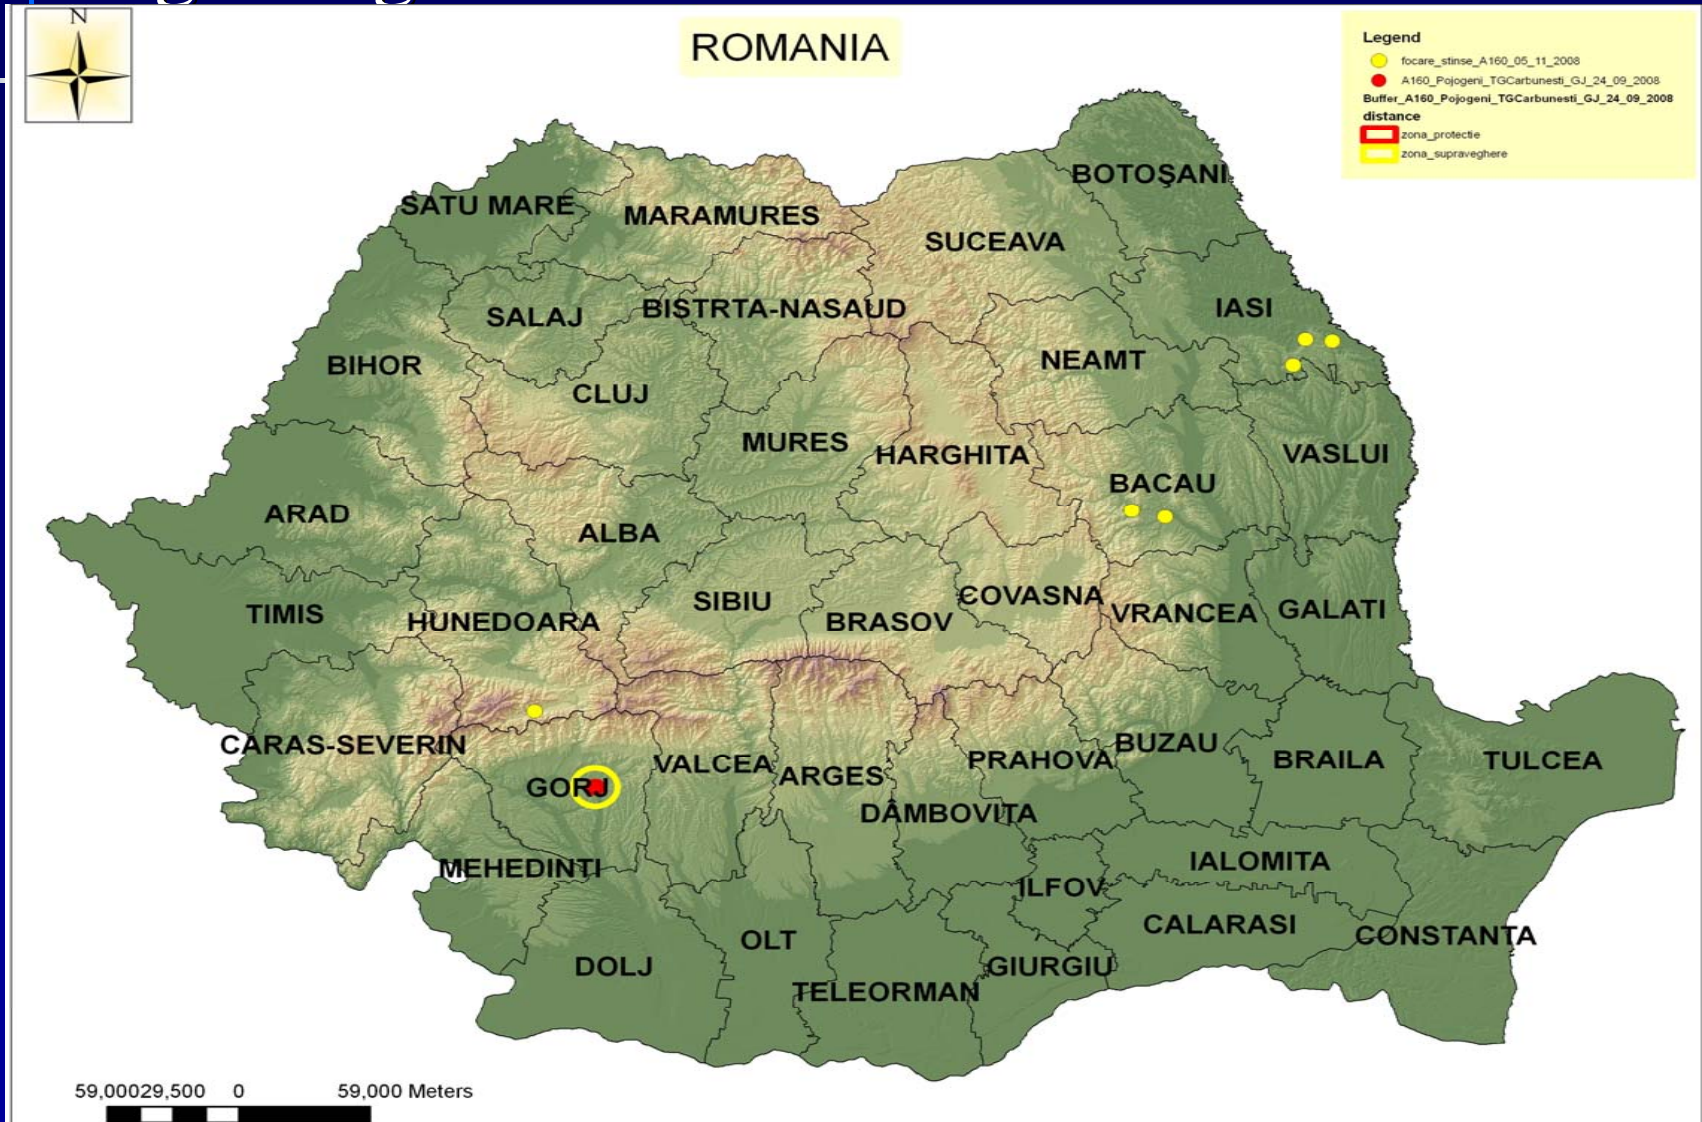 N
ROMANIA
Legend
focare_stinse_A160_05_11_2008
A160_Pojogeni_TGCarbunesti_GJ_24_09_2008
Buffer_A160_Pojogeni_TGCarbunesti_GJ_24_09_2008
distance
zona_protectie
zona_supraveghere
BOTOŞANI
SATU MARE
MARAMURES
SUCEAVA
SALAJ
BISTRTA-NASAUD
IASI
BIHOR
NEAMT
CLUJ
MURES
HARGHITA
VASLUI
BACAU
ARAD
ALBA
TIMIS
HUNEDOARA
SIBIU
BRASOV
COVASNA
VRANCEA
GALATI
CARAS-SEVERIN
GORJ
VALCEA
ARGES
PRAHOVA
BUZAU
BRAILA
TULCEA
DÂMBOVITA
MEHEDINTI
ILFOV
IALOMITA
CALARASI
CONSTANTA
OLT
DOLJ
GIURGIU
TELEORMAN
59,00029,500 0 59,000 Meters